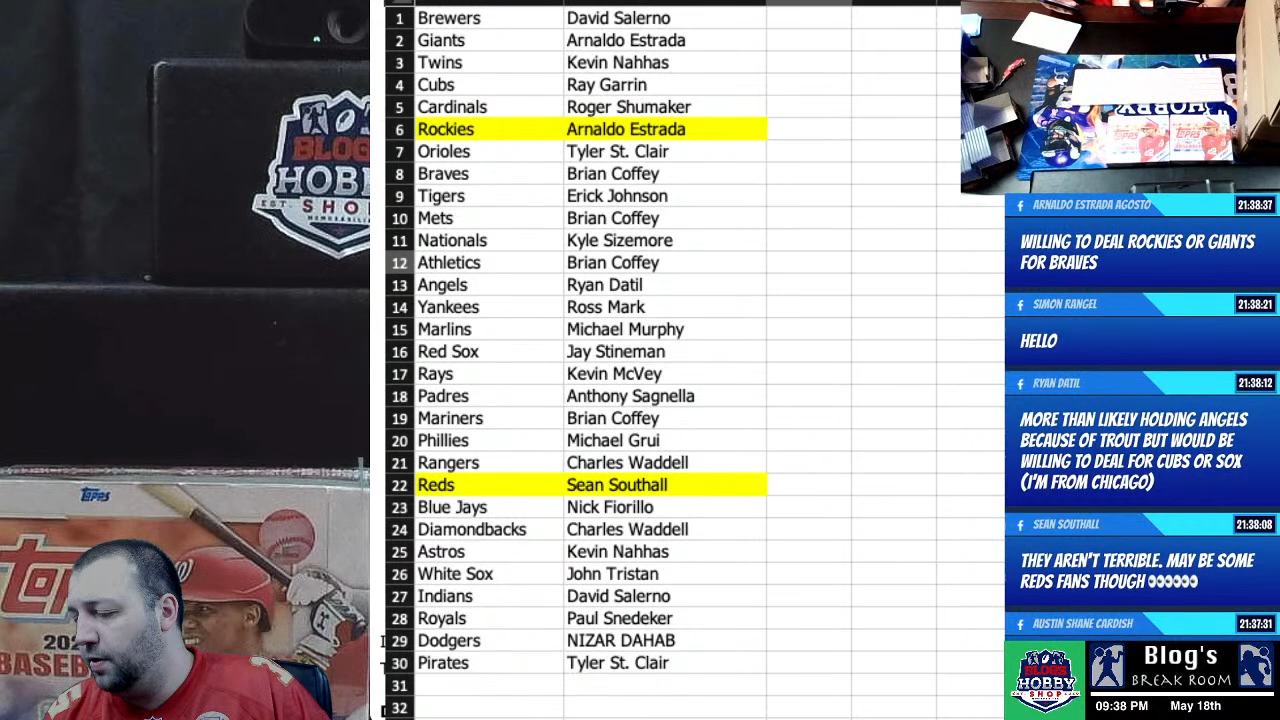 1 Brewers David Salerno
2 Giants Arnaldo Estrada
3 Twins Kevin Nahhas
4 Cubs Ray Garrin
5 Cardinals Roger Shumaker
6 Rockies Arnaldo Estrada
7 Orioles Tyler St. Clair
8 Braves Brian Coffey
9 Tigers Erick Johnson
10 Mets Brian Coffey
11 Nationals Kyle Sizemore
12 Athletics Brian Coffey
13 Angels Ryan Datil
14 Yankees Ross Mark
15 Marlins Michael Murphy
16 Red Sox Jay Stineman
17 Rays Kevin McVey
18 Padres Anthony Sagnella
19 Mariners Brian Coffey
20 Phillies Michael Grui
21 Rangers Charles Waddell
22 Reds Sean Southall
23 Blue Jays Nick Fiorillo
24 Diamondbacks Charles Waddell
25 Astros Kevin Nahhas
26 White Sox John Tristan
27 Indians David Salerno
28 Royals Paul Snedeker
29 Dodgers NIZAR DAHAB
30 Pirates Tyler St. Clair
31
32
HOBBY
EST.
Topps
BASEB
HOBBY
Topps
ARNALDO ESTRADA AGOSTO 21:38:37
WILLING TO DEAL ROCKIES OR GIANTS
FOR BRAVES
SIMON RANGEL 21:38:21
HELLO
RYAN DATIL 21:38:12
MORE THAN LIKELY HOLDING ANGELS
BECAUSE OF TROUT BUT WOULD BE
WILLING TO DEAL FOR CUBS OR SOX
(I'M FROM CHICAGO)
SEAN SOUTHALL 21:38:08
THEY AREN'T TERRIBLE. MAY BE SOME
REDS FANS THOUGH 👀👀👀
AUSTIN SHANE CARDISH 21:37:31
BLOG'S
HOBBY
SHOP
Blog's
BREAK ROOM
09:38 PM May 18th